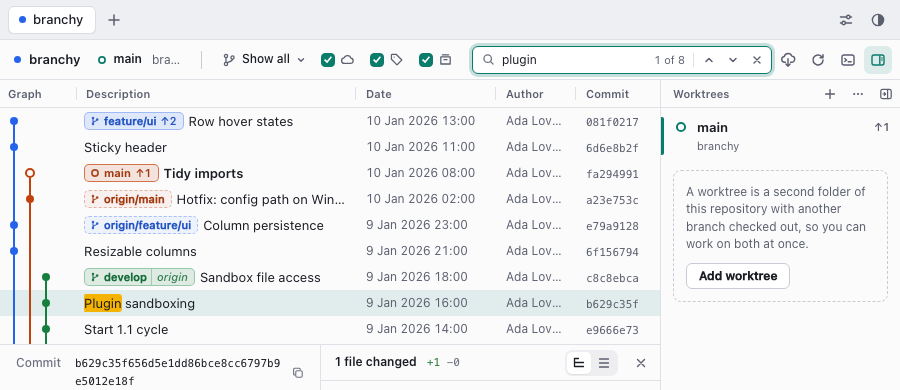 branchy
branchy main bra... Show all plugin 1 of 8
Graph Description Date Author Commit Worktrees
feature/ui ↑2 Row hover states 10 Jan 2026 13:00 Ada Lov... 081f0217
Sticky header 10 Jan 2026 11:00 Ada Lov... 6d6e8b2f
main ↑1 Tidy imports 10 Jan 2026 08:00 Ada Lov... fa294991
origin/main Hotfix: config path on Win... 10 Jan 2026 02:00 Ada Lov... a23e753c
origin/feature/ui Column persistence 9 Jan 2026 23:00 Ada Lov... e79a9128
Resizable columns 9 Jan 2026 21:00 Ada Lov... 6f156794
develop origin Sandbox file access 9 Jan 2026 18:00 Ada Lov... c8c8ebca
Plugin sandboxing 9 Jan 2026 16:00 Ada Lov... b629c35f
Start 1.1 cycle 9 Jan 2026 14:00 Ada Lov... e9666e73
main ↑1
branchy
A worktree is a second folder of
this repository with another
branch checked out, so you can
work on both at once.
Add worktree
Commit b629c35f656d5e1dd86bce8cc6797b9
e5012e18f
1 file changed +1 −0